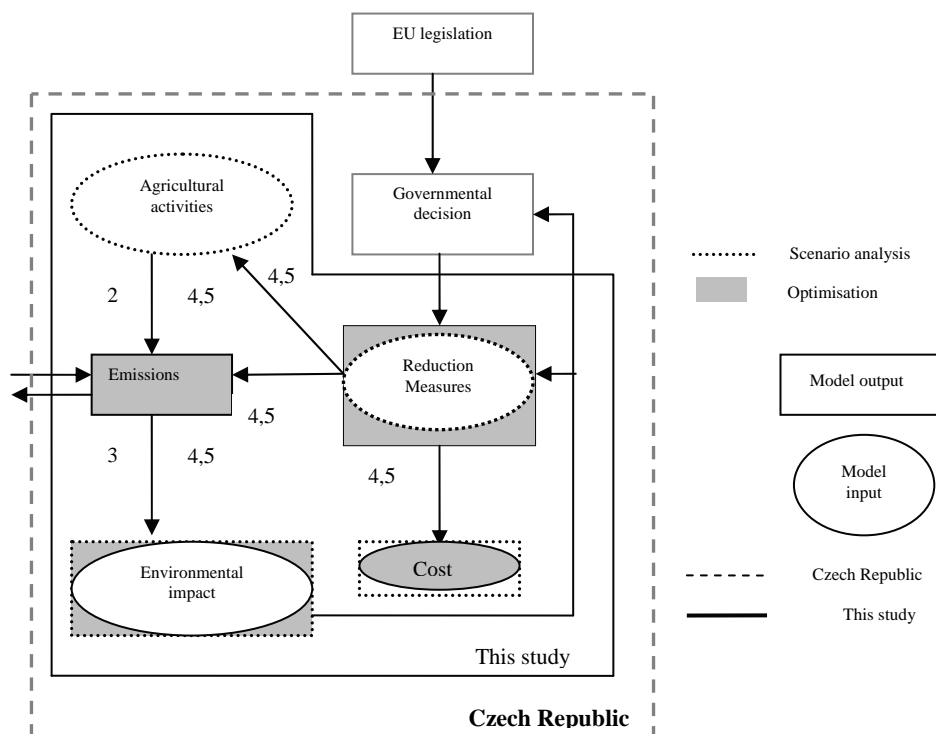 EU legislation
Agricultural
activities
Governmental
decision
2
4,5
4,5
Emissions
Reduction
Measures
4,5
3
4,5
4,5
Environmental
impact
Cost
This study
Czech Republic
Scenario analysis
Optimisation
Model output
Model
input
Czech Republic
This study